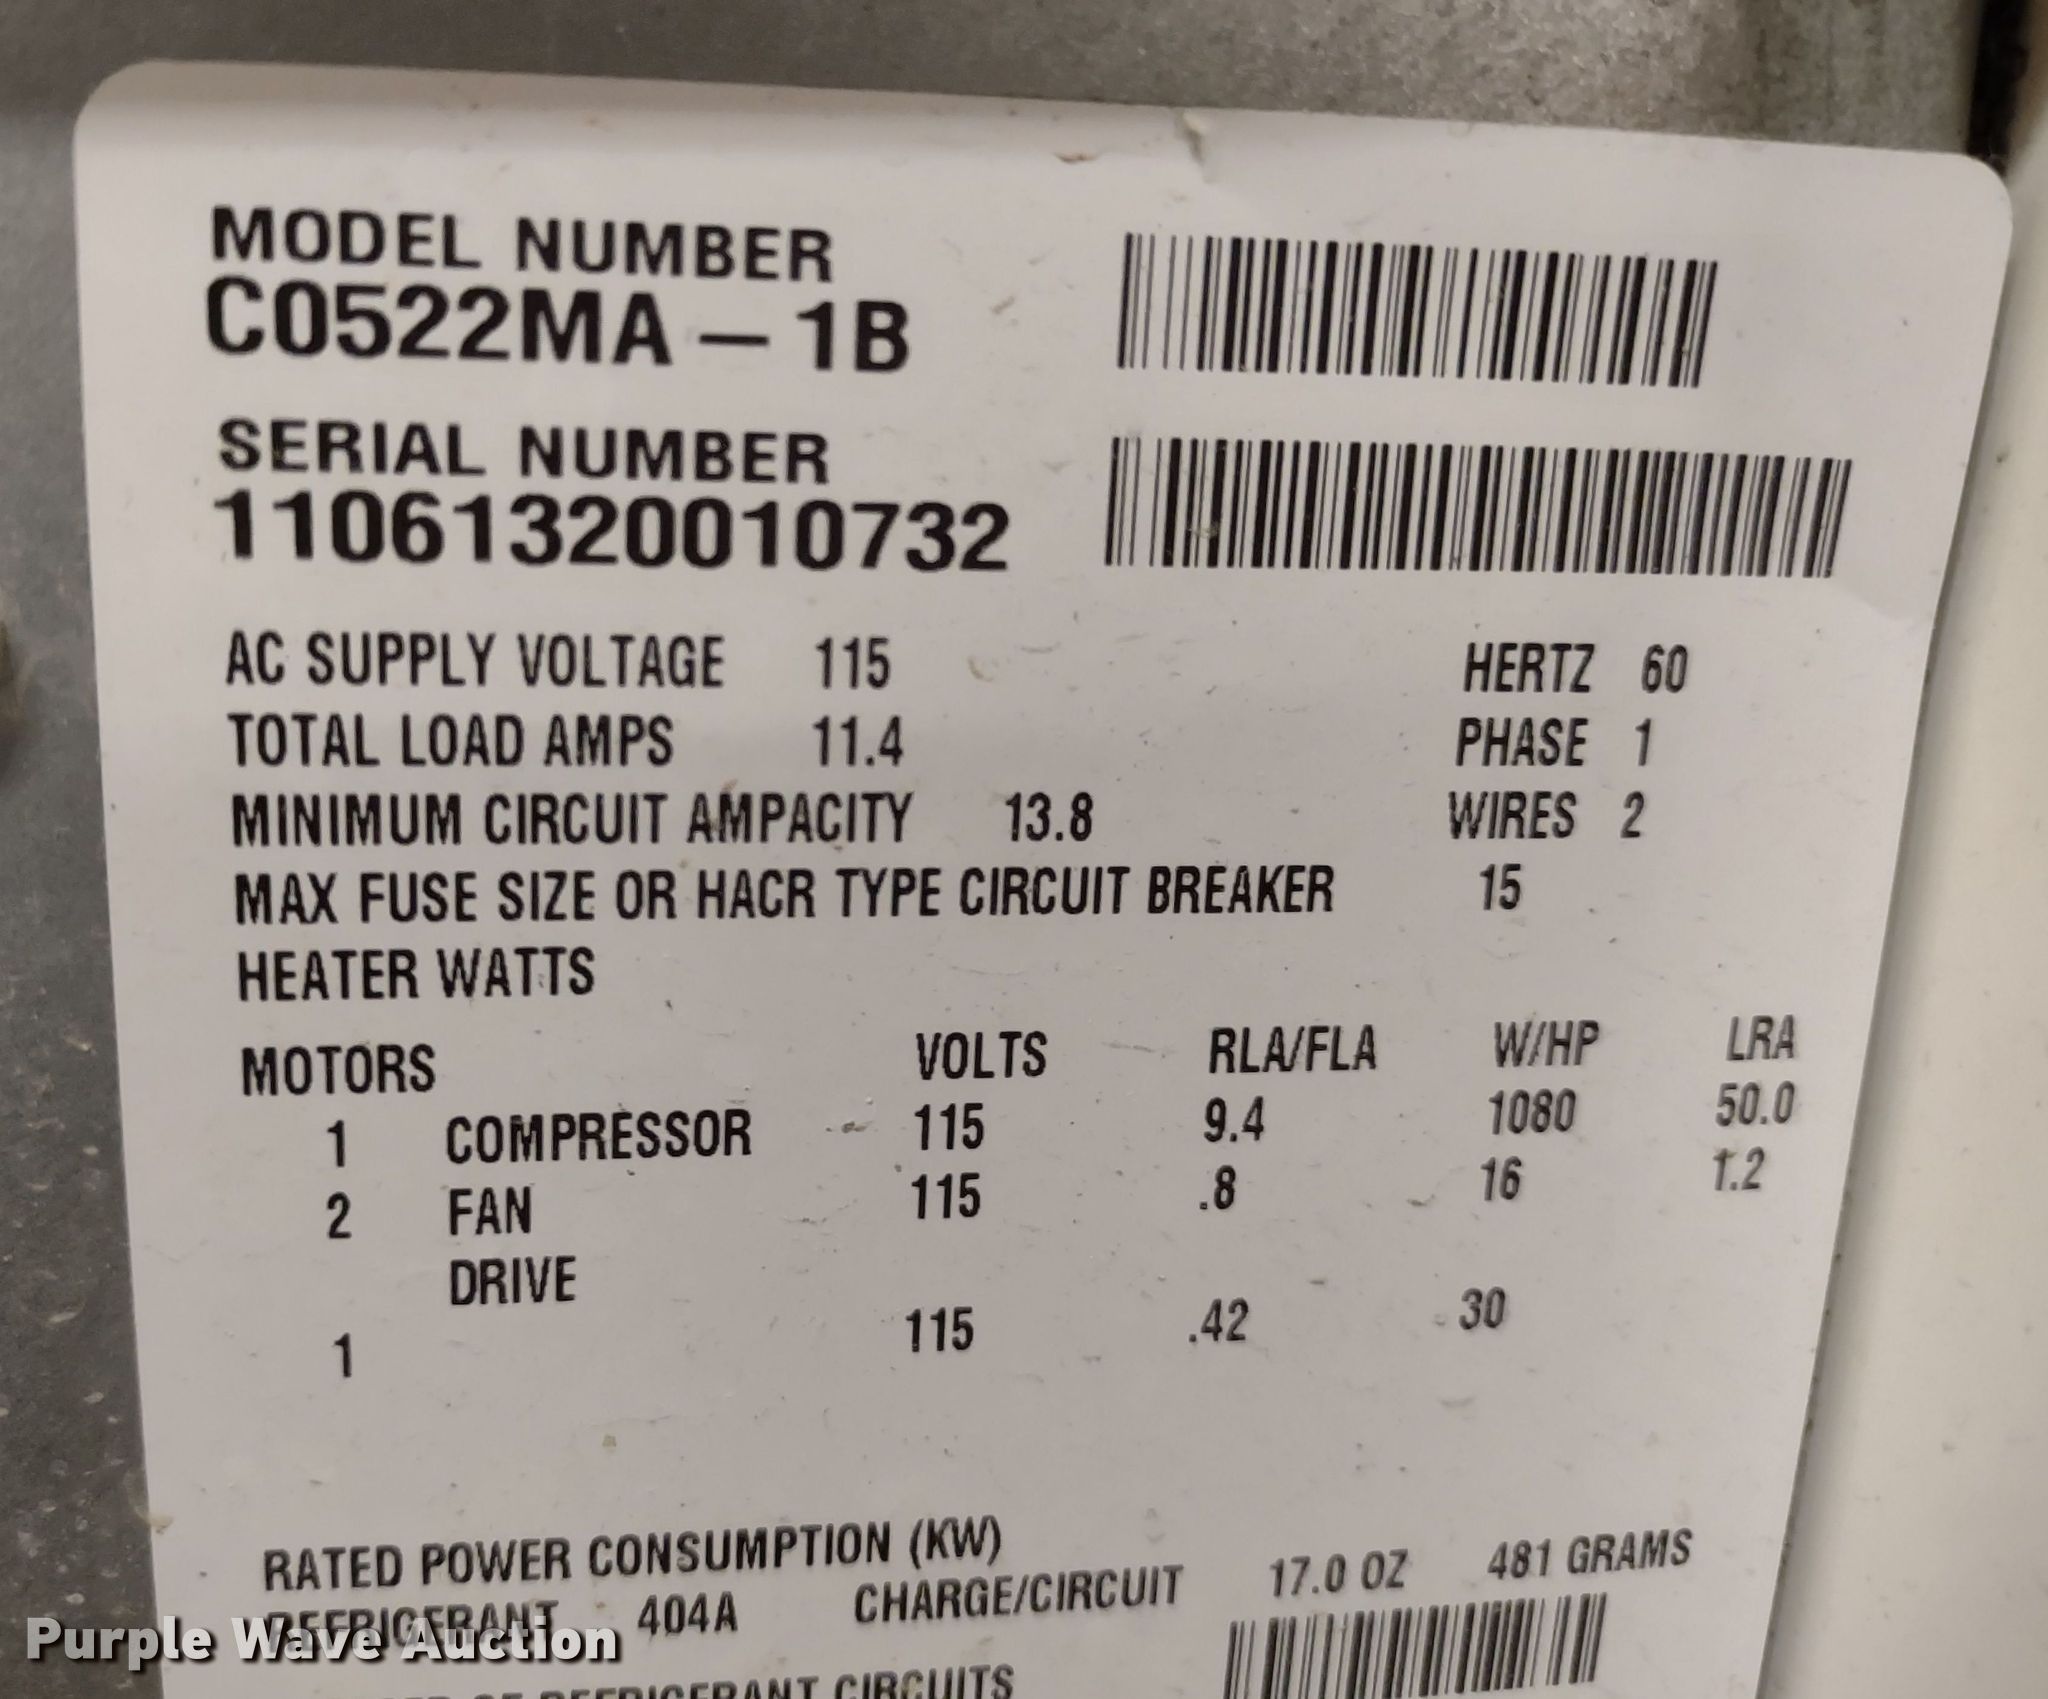 MODEL NUMBER
C0522MA - 1B
SERIAL NUMBER
11061320010732
AC SUPPLY VOLTAGE 115 HERTZ 60
TOTAL LOAD AMPS 11.4 PHASE 1
MINIMUM CIRCUIT AMPACITY 13.8 WIRES 2
MAX FUSE SIZE OR HACR TYPE CIRCUIT BREAKER 15
HEATER WATTS
MOTORS VOLTS RLA/FLA W/HP LRA
1 COMPRESSOR 115 9.4 1080 50.0
2 FAN 115 .8 16 1.2
DRIVE
1 115 .42 30
RATED POWER CONSUMPTION (KW)
REFRIGERANT 404A CHARGE/CIRCUIT 17.0 OZ 481 GRAMS
REFRIGERANT CIRCUITS
Purple Wave Auction